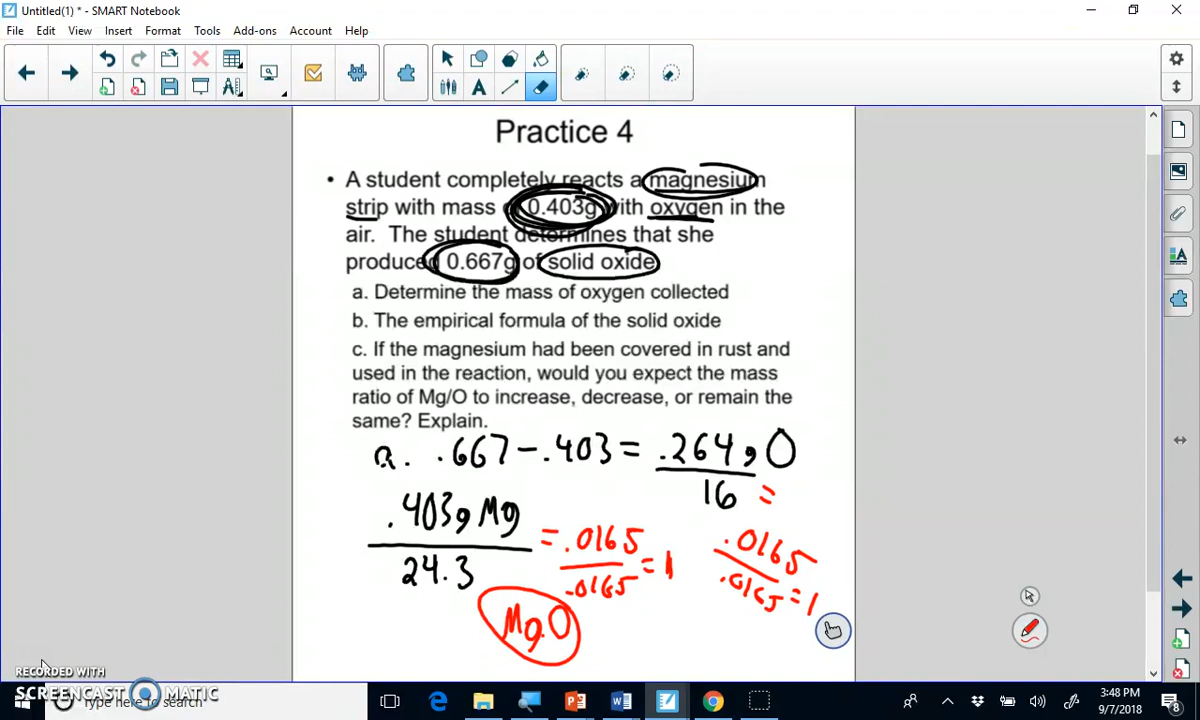 Untitled(1) * - SMART Notebook
File Edit View Insert Format Tools Add-ons Account Help
Practice 4
• A student completely reacts a magnesium
strip with mass of 0.403g with oxygen in the
air. The student determines that she
produced 0.667g of solid oxide
a. Determine the mass of oxygen collected
b. The empirical formula of the solid oxide
c. If the magnesium had been covered in rust and
used in the reaction, would you expect the mass
ratio of Mg/O to increase, decrease, or remain the
same? Explain.
a. .667 - .403 = .264g O
16 =
.403g Mg
24.3
= .0165
.0165
= 1
.0165
.0165
= 1
MgO
RECORDED WITH
SCREENCAST MATIC
Type here to search
3:48 PM
9/7/2018
8